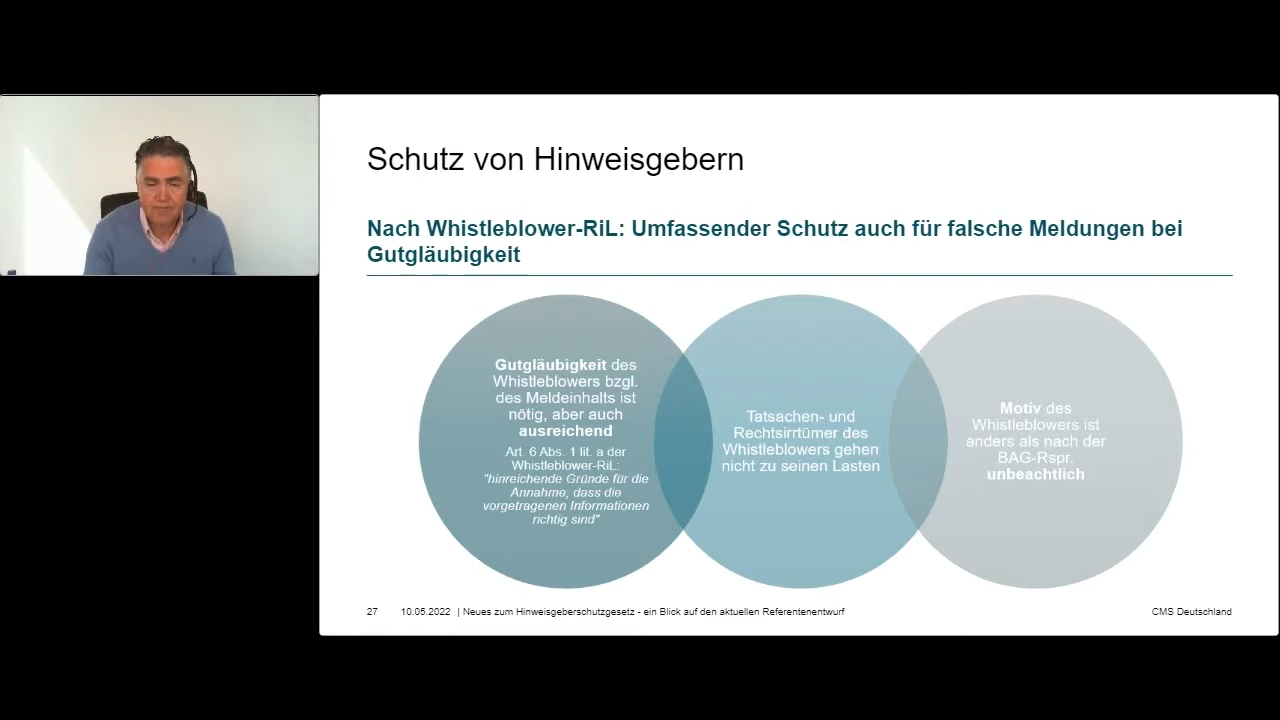 Schutz von Hinweisgebern
Nach Whistleblower-RiL: Umfassender Schutz auch für falsche Meldungen bei
Gutgläubigkeit
Gutgläubigkeit des
Whistleblowers bzgl.
des Meldeinhalts ist
nötig, aber auch
ausreichend
Art. 6 Abs. 1 lit. a der
Whistleblower-RiL:
"hinreichende Gründe für die
Annahme, dass die
vorgetragenen Informationen
richtig sind"
Tatsachen- und
Rechtsirrtümer des
Whistleblowers gehen
nicht zu seinen Lasten
Motiv des
Whistleblowers ist
anders als nach der
BAG-Rspr.
unbeachtlich
27 10.05.2022 | Neues zum Hinweisgeberschutzgesetz - ein Blick auf den aktuellen Referentenentwurf CMS Deutschland